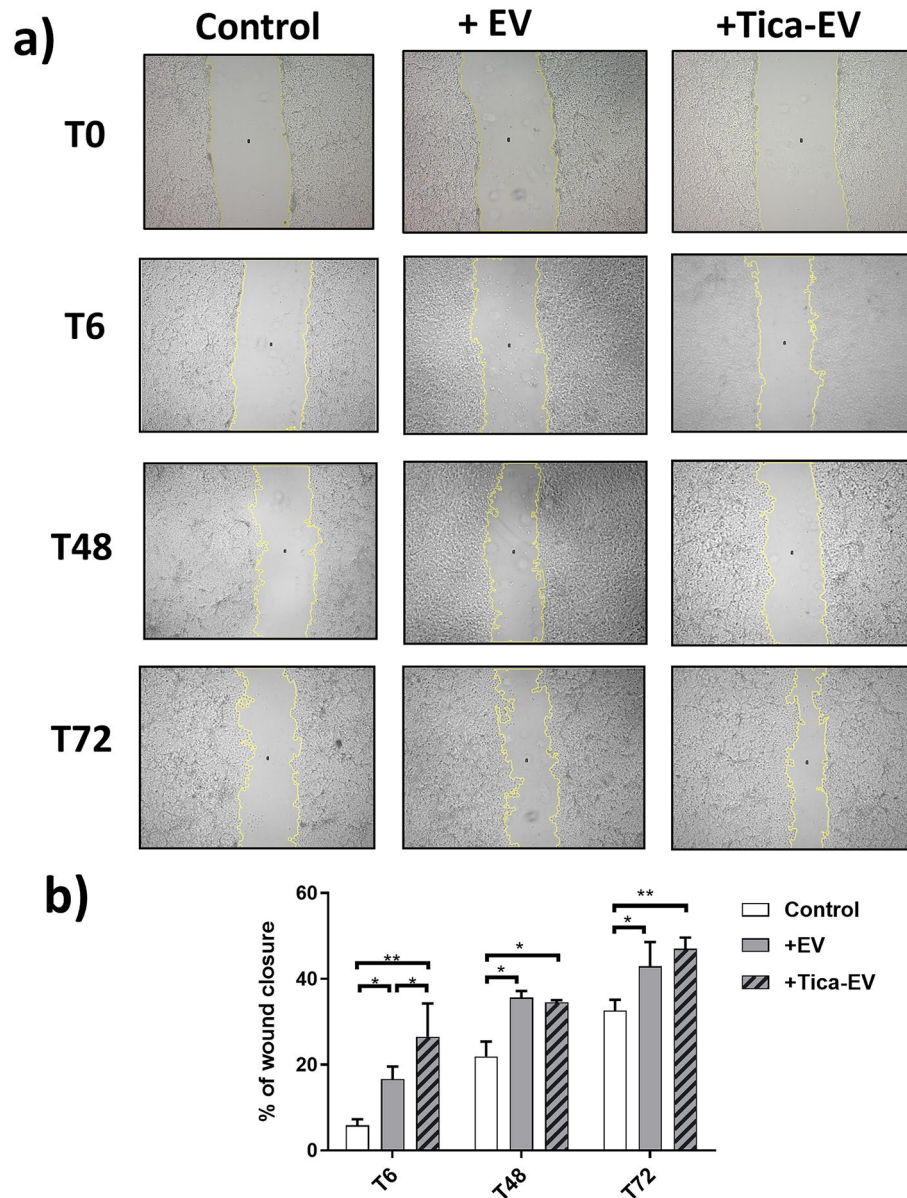 a)
Control
+ EV
+Tica-EV
T0
T6
T48
T72
b)
% of wound closure
60
40
20
0
**
*
*
*
*
**
*
T6
T48
T72
Control
+EV
+Tica-EV